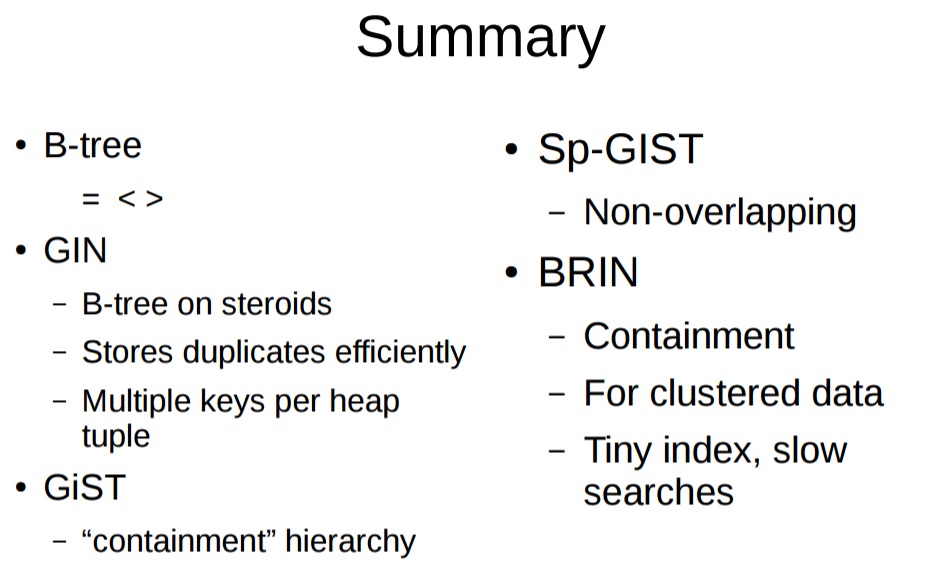 Summary
• B-tree
= < >
• GIN
– B-tree on steroids
– Stores duplicates efficiently
– Multiple keys per heap
tuple
• GiST
– “containment” hierarchy
• Sp-GIST
– Non-overlapping
• BRIN
– Containment
– For clustered data
– Tiny index, slow
searches